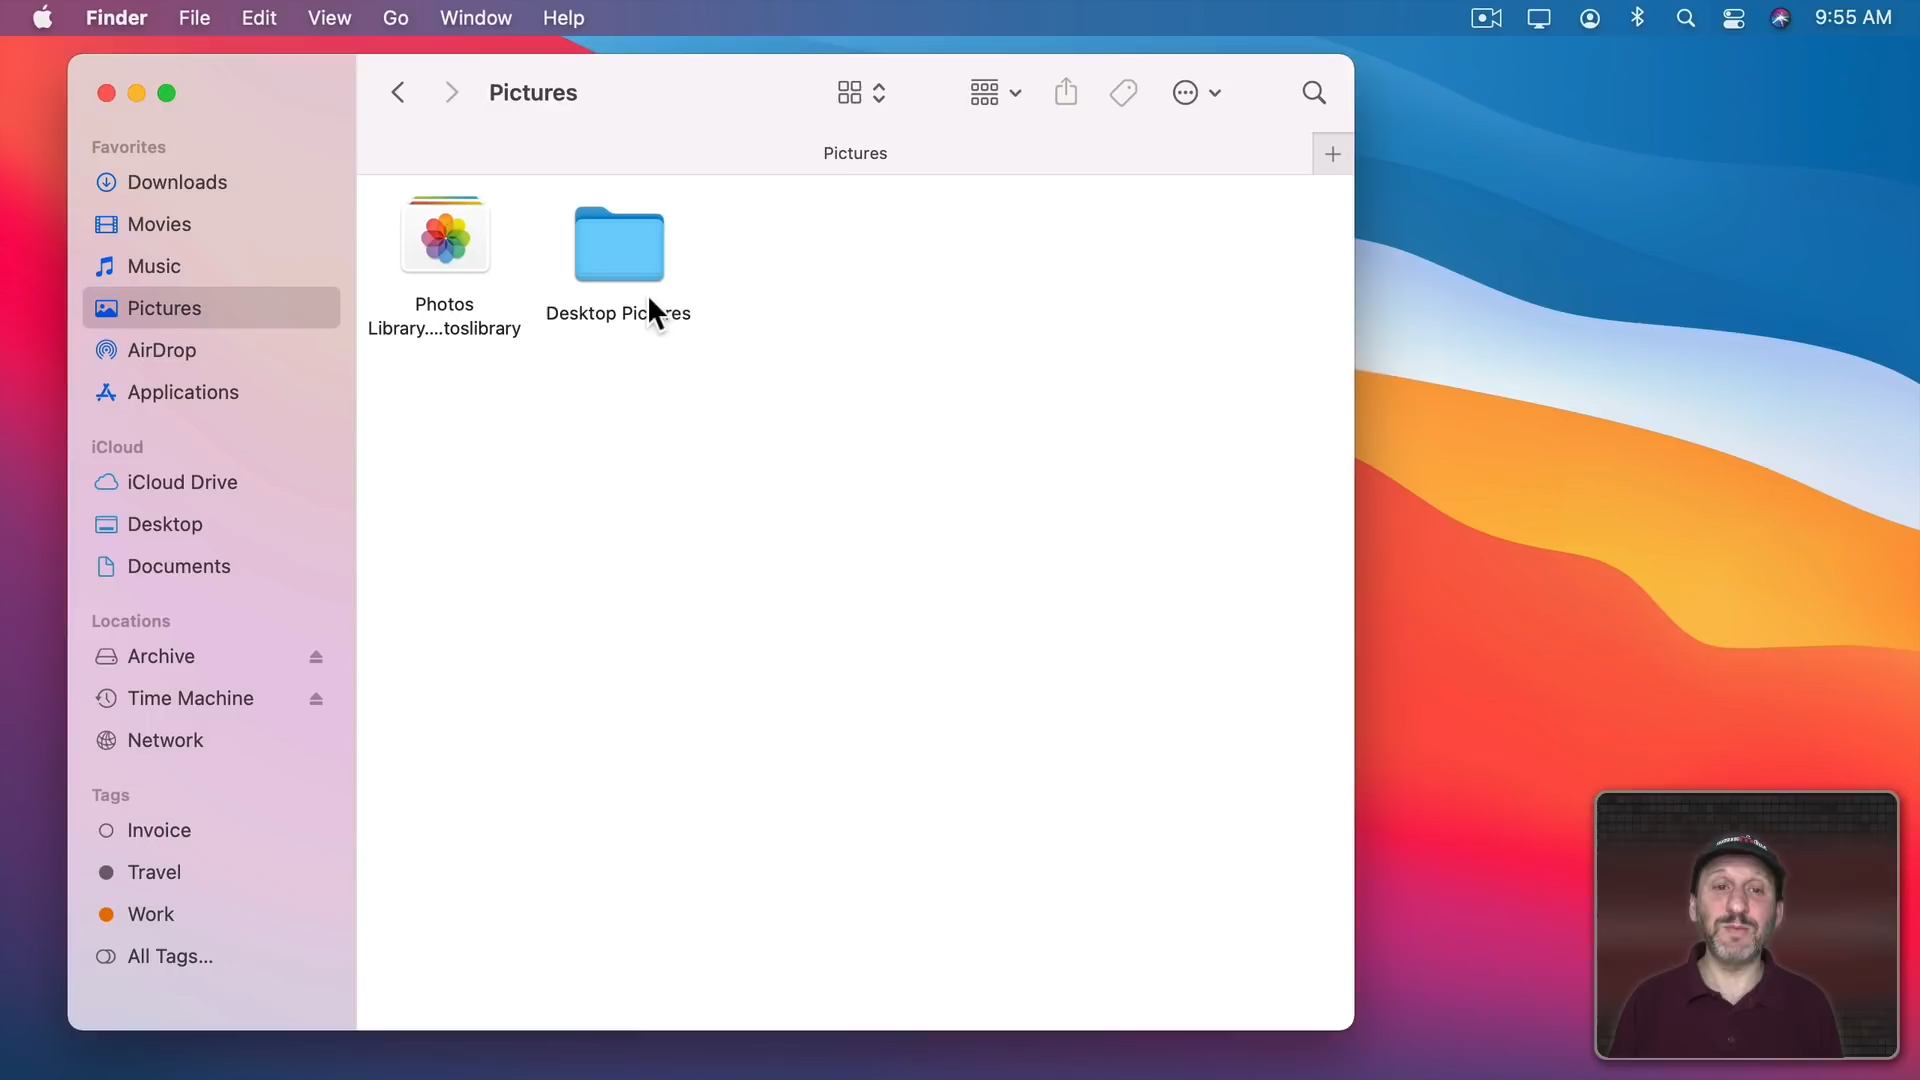 Finder File Edit View Go Window Help 9:55 AM
Pictures
Pictures
Favorites
Downloads
Movies
Music
Pictures
AirDrop
Applications
iCloud
iCloud Drive
Desktop
Documents
Locations
Archive
Time Machine
Network
Tags
Invoice
Travel
Work
All Tags...
Photos
Library....toslibrary
Desktop Pictures